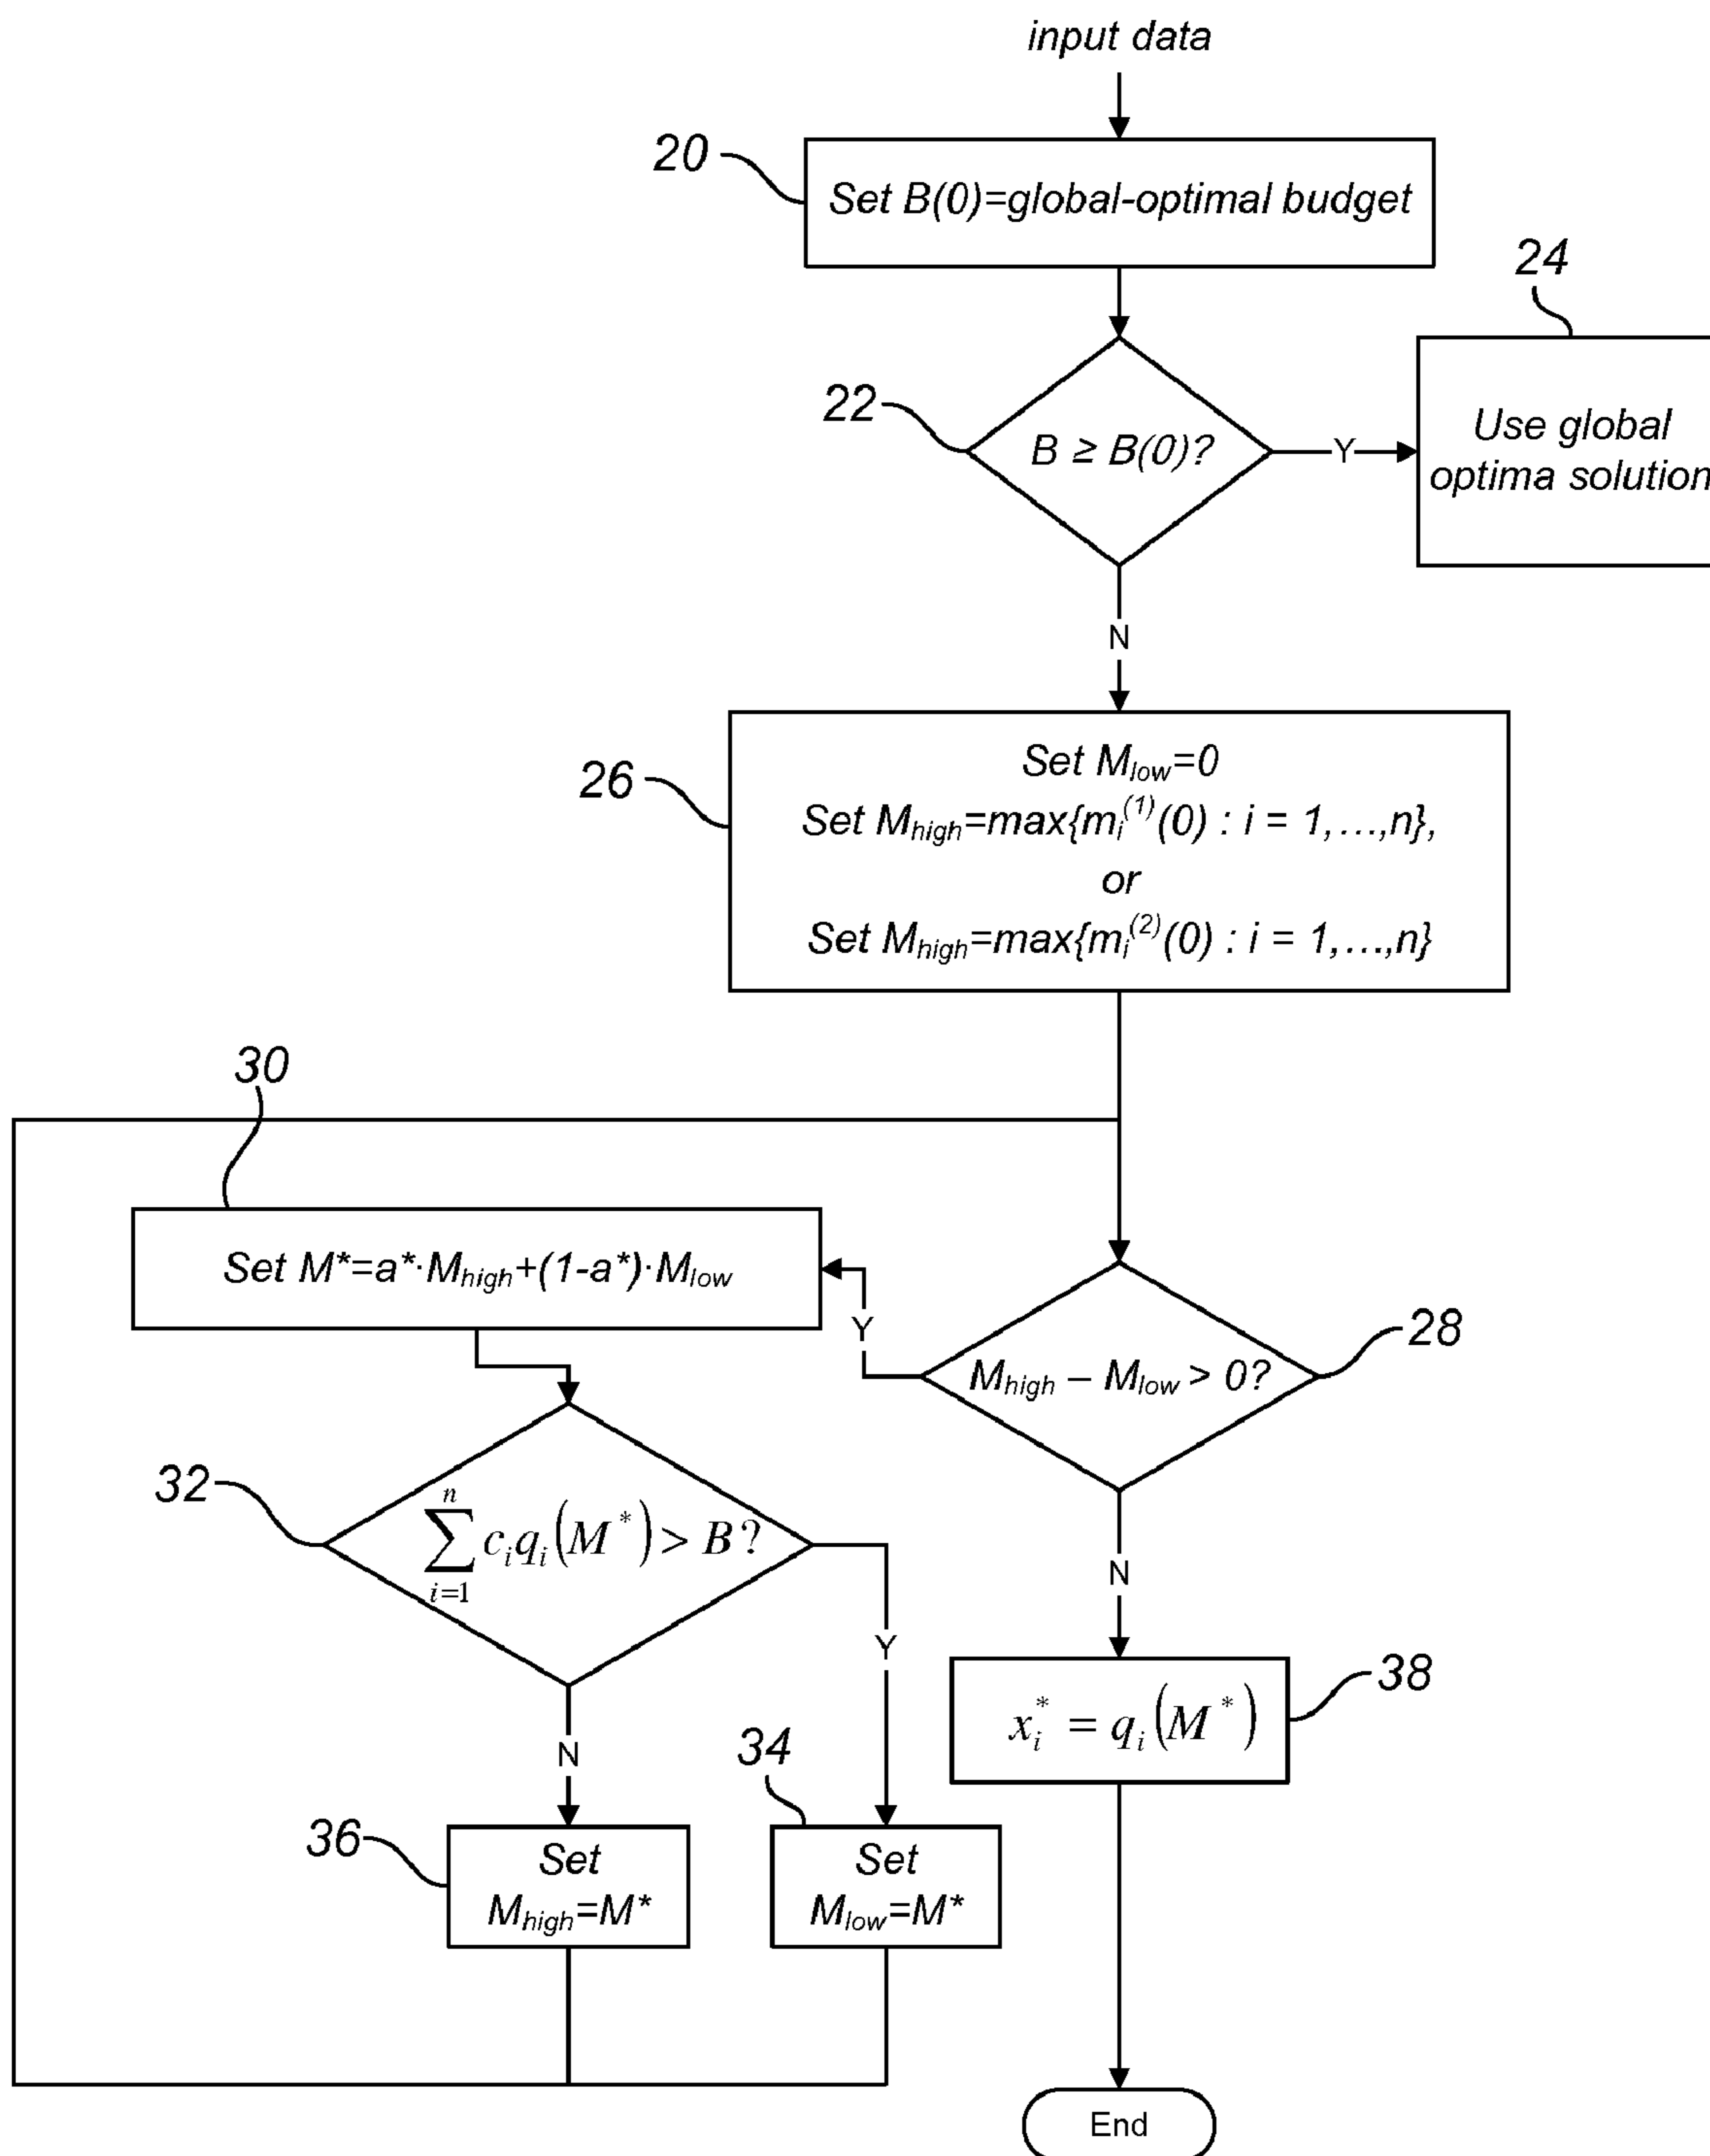 input data
20
Set B(0)=global-optimal budget
24
22
B ≥ B(0)?
Y
Use global
optima solution
N
26
Set M_low=0
Set M_high=max{m_i^(1)(0) : i = 1,…,n},
or
Set M_high=max{m_i^(2)(0) : i = 1,…,n}
30
Set M*=a*·M_high+(1-a*)·M_low
Y
28
M_high – M_low > 0?
32
∑_{i=1}^{n} c_i q_i(M*) > B?
N
Y
38
x_i^* = q_i(M*)
N
34
36
Set
M_high=M*
Set
M_low=M*
End